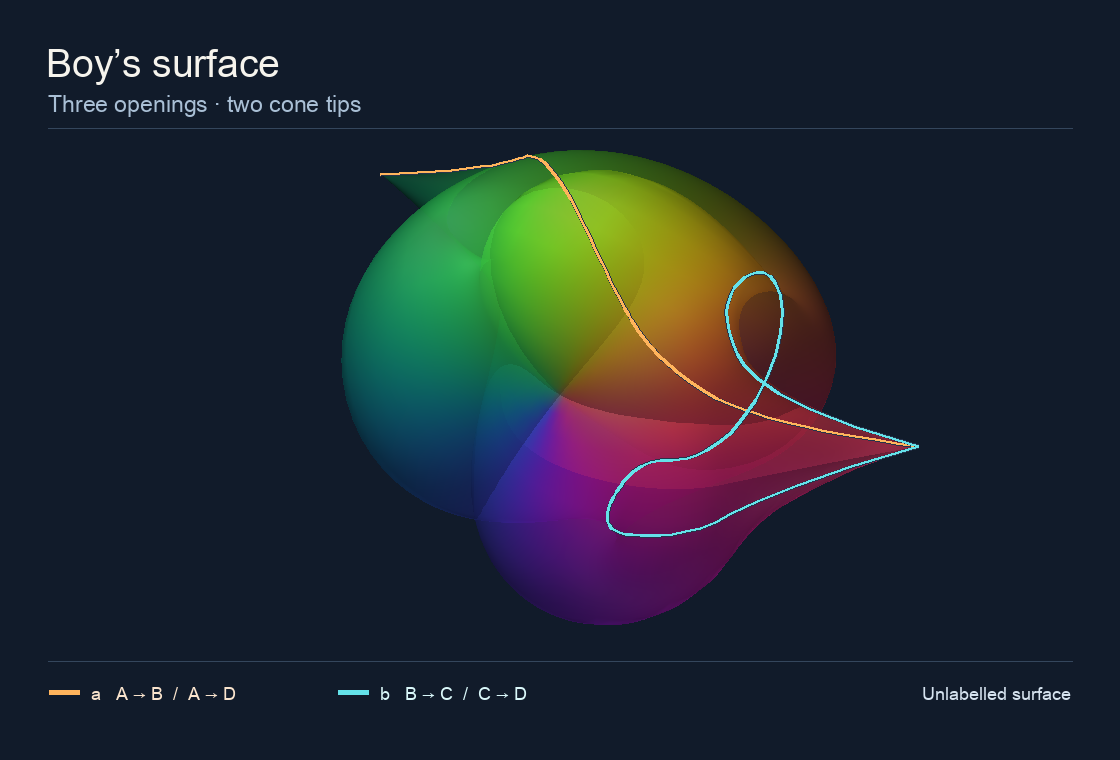 Boy’s surface
Three openings · two cone tips
a A→B / A→D
b B→C / C→D
Unlabelled surface